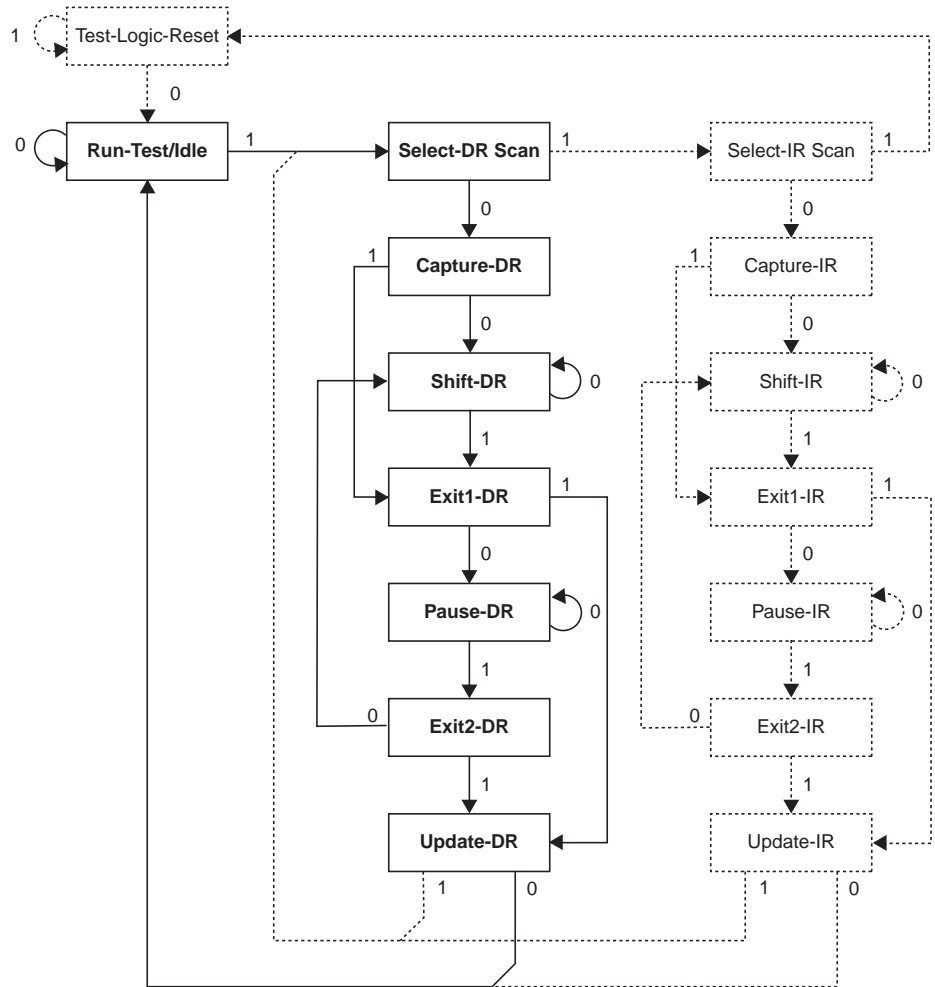 1 Test-Logic-Reset 1
0
0 Run-Test/Idle 1 Select-DR Scan 1 Select-IR Scan 1
0 0
1 Capture-DR 1 Capture-IR
0 0
Shift-DR 0 Shift-IR 0
1 1
Exit1-DR 1 Exit1-IR 1
0 0
Pause-DR 0 Pause-IR 0
1 1
0 Exit2-DR 0 Exit2-IR
1 1
Update-DR Update-IR
1 0 1 0